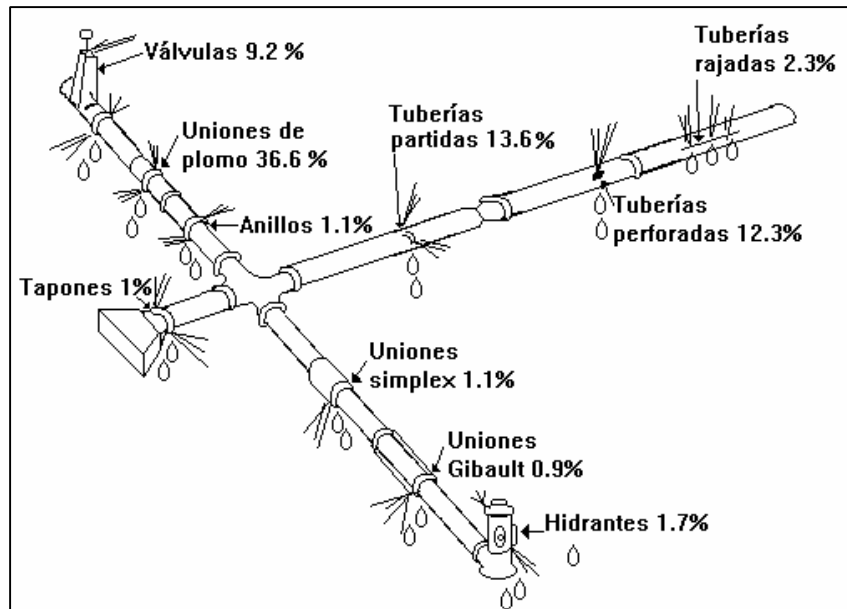 Válvulas 9.2 %
Tuberías
rajadas 2.3%
Tuberías
partidas 13.6%
Uniones de
plomo 36.6 %
Tuberías
perforadas 12.3%
Anillos 1.1%
Tapones 1%
Uniones
simplex 1.1%
Uniones
Gibault 0.9%
Hidrantes 1.7%